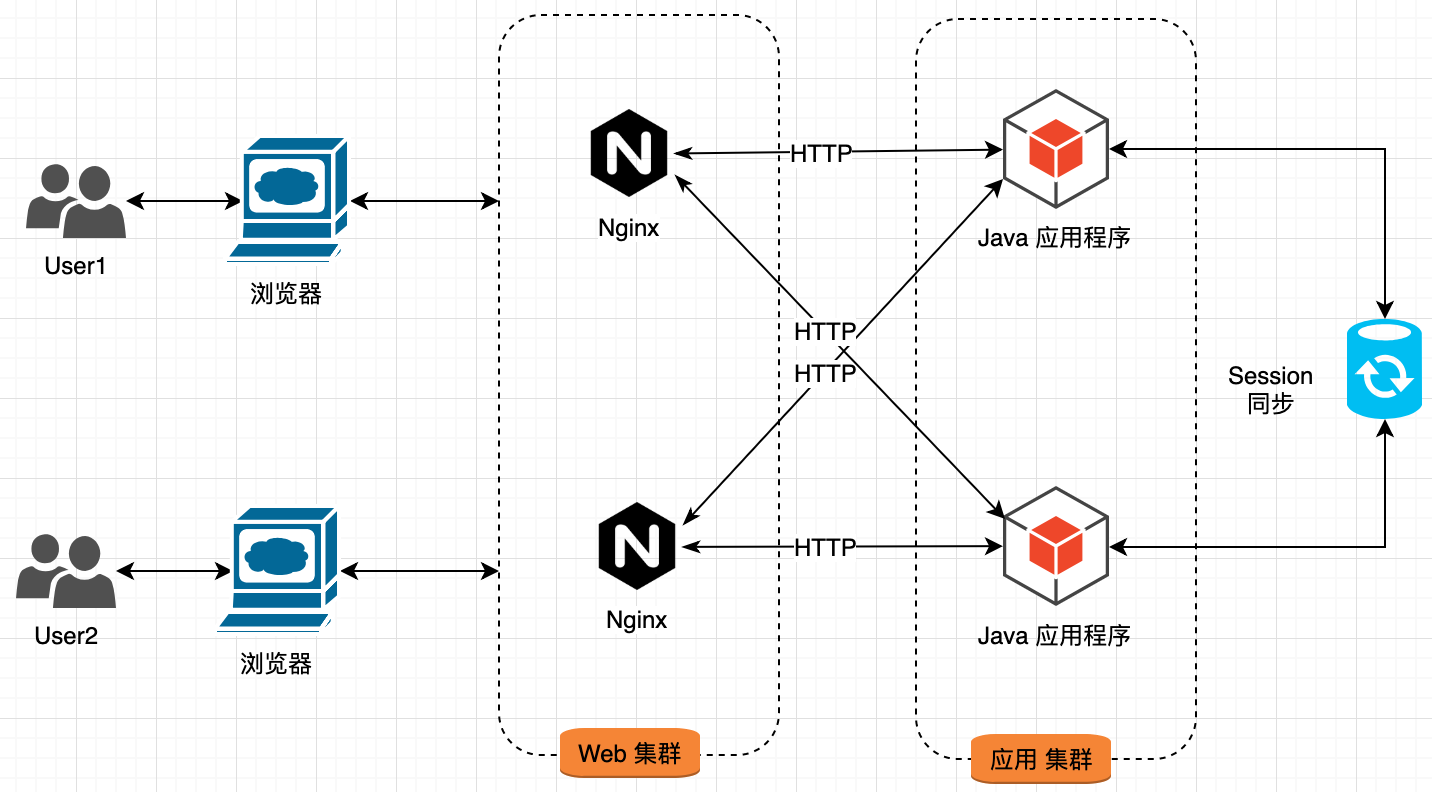 HTTP
Nginx
Java 应用程序
User1
浏览器
HTTP
HTTP
Session
同步
HTTP
Nginx
Java 应用程序
User2
浏览器
Web 集群
应用 集群